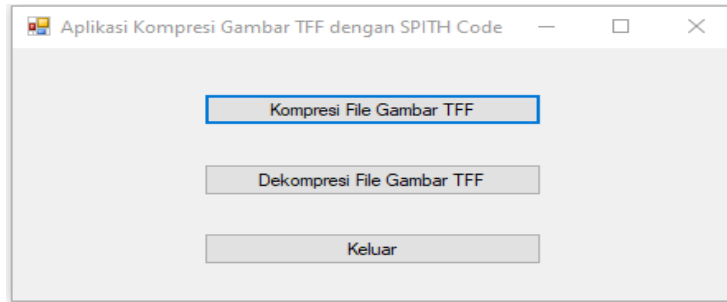 Aplikasi Kompresi Gambar TFF dengan SPITH Code
Kompresi File Gambar TFF
Dekompresi File Gambar TFF
Keluar